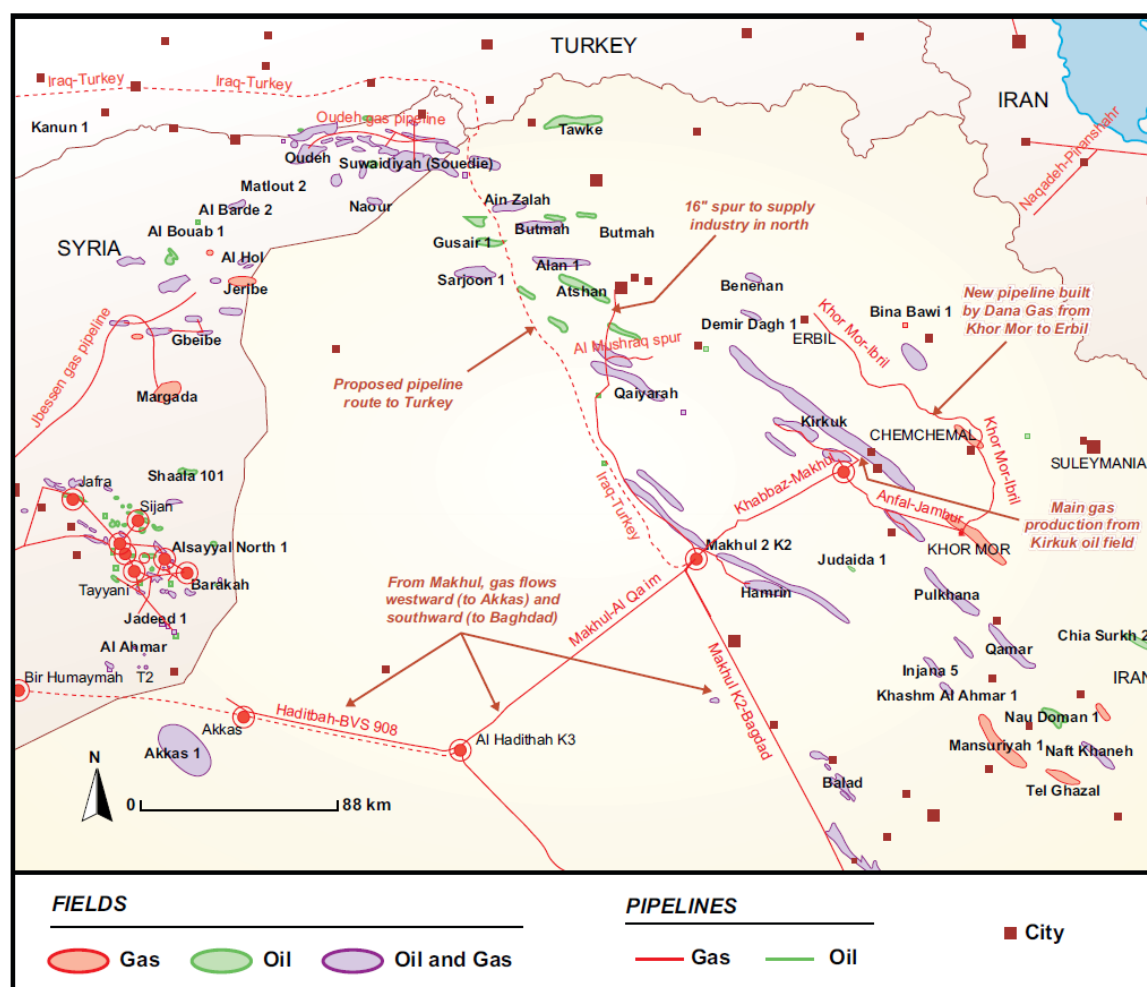 TURKEY
Iraq-Turkey
Iraq-Turkey
IRAN
Kanun 1
Oudeh gas pipeline
Tawke
Naqadeh-Piranshahr
Oudeh
Suwaidiyah (Souedie)
Matlout 2
Naour
Ain Zalah
16" spur to supply
industry in north
Al Barde 2
Butmah
Butmah
Al Bouab 1
Gusair 1
SYRIA
Al Hol
Alan 1
Sarjoon 1
Jeribe
Atshan
Benenan
New pipeline built
by Dana Gas from
Khor Mor to Erbil
Bina Bawi 1
Khor Mor-Ibril
Demir Dagh 1
ERBIL
Gbeibe
Al Mushraq spur
Jbessen gas pipeline
Proposed pipeline
route to Turkey
Margada
Qaiyarah
Kirkuk
CHEMCHEMAL
Khor Mor-Ibril
SULEYMANIA
Shaala 101
Jafra
Sijan
Iraq-Turkey
Khabbaz-Makhul
Anfal-Jambur
Main gas
production from
Kirkuk oil field
Alsayyal North 1
Makhul 2 K2
Judaida 1
KHOR MOR
Tayyani
Barakah
From Makhul, gas flows
westward (to Akkas) and
southward (to Baghdad)
Makhul-Al Qaim
Hamrin
Pulkhana
Jadeed 1
Al Ahmar
Chia Surkh 2
Qamar
Bir Humaymah
T2
Makhul K2-Bagdad
Injana 5
IRAN
Khashm Al Ahmar 1
Haditbah-BVS 908
Akkas
Nau Doman 1
Al Hadithah K3
Akkas 1
Mansuriyah 1
Naft Khaneh
N
Balad
Tel Ghazal
0
88 km
FIELDS
PIPELINES
Gas
Oil
Oil and Gas
Gas
Oil
City